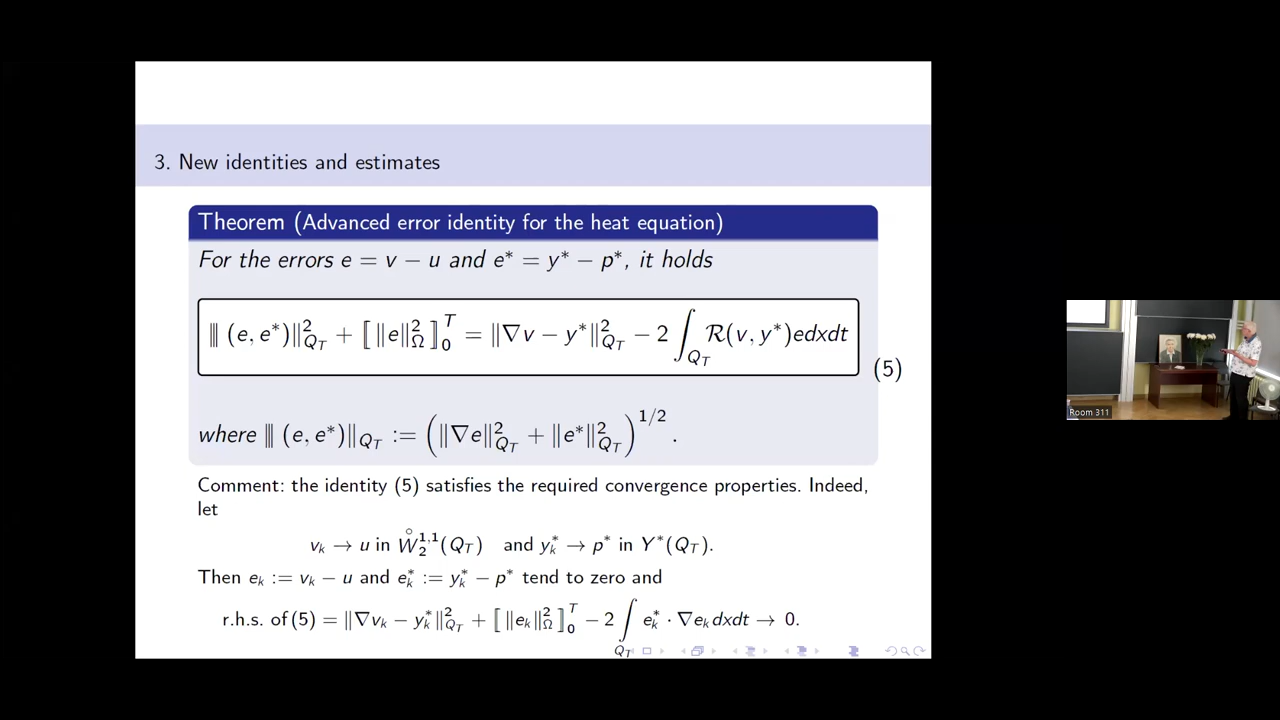 3. New identities and estimates
Theorem (Advanced error identity for the heat equation)
For the errors e = v − u and e* = y* − p*, it holds
||| (e, e*)‖²_{Q_T} + ⟦ ‖e‖²_Ω ⟧₀ᵀ = ‖∇v − y*‖²_{Q_T} − 2 ∫_{Q_T} R(v, y*)edxdt
(5)
where ||| (e, e*)‖_{Q_T} := (‖∇e‖²_{Q_T} + ‖e*‖²_{Q_T})^{1/2} .
Comment: the identity (5) satisfies the required convergence properties. Indeed,
let
v_k → u in W̊₂^{1,1}(Q_T) and y*_k → p* in Y*(Q_T).
Then e_k := v_k − u and e*_k := y*_k − p* tend to zero and
r.h.s. of (5) = ‖∇v_k − y*_k‖²_{Q_T} + ⟦ ‖e_k‖²_Ω ⟧₀ᵀ − 2 ∫_{Q_T} e*_k · ∇e_k dxdt → 0.
Room 311